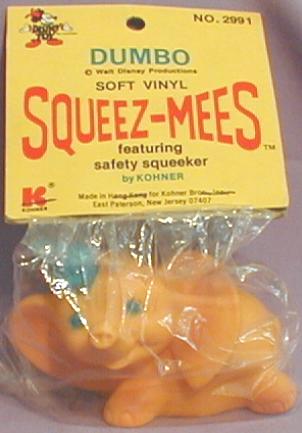 NO. 2991
DUMBO
© Walt Disney Productions
SOFT VINYL
SQUEEZ-MEES™
featuring
safety squeeker
by KOHNER
K
KOHNER
Made in Hong Kong for Kohner Bros.
East Paterson, New Jersey 07407